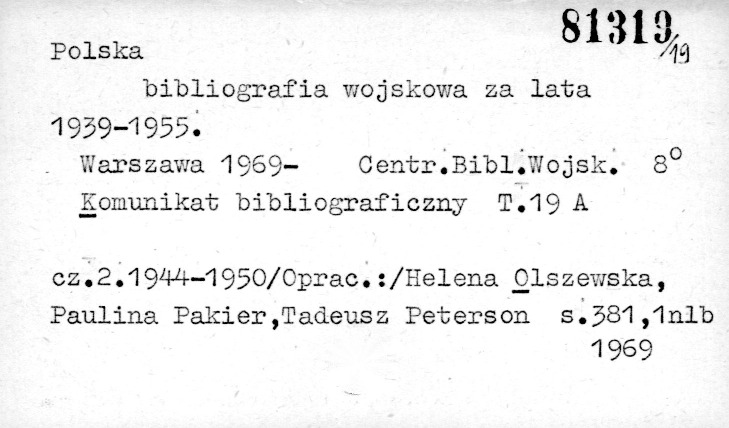 81319/19
Polska
bibliografia wojskowa za lata
1939-1955.
Warszawa 1969- Centr.Bibl.Wojsk. 8°
Komunikat bibliograficzny T.19 A
cz.2.1944-1950/Oprac.:/Helena Olszewska,
Paulina Pakier,Tadeusz Peterson s.381,1nlb
1969